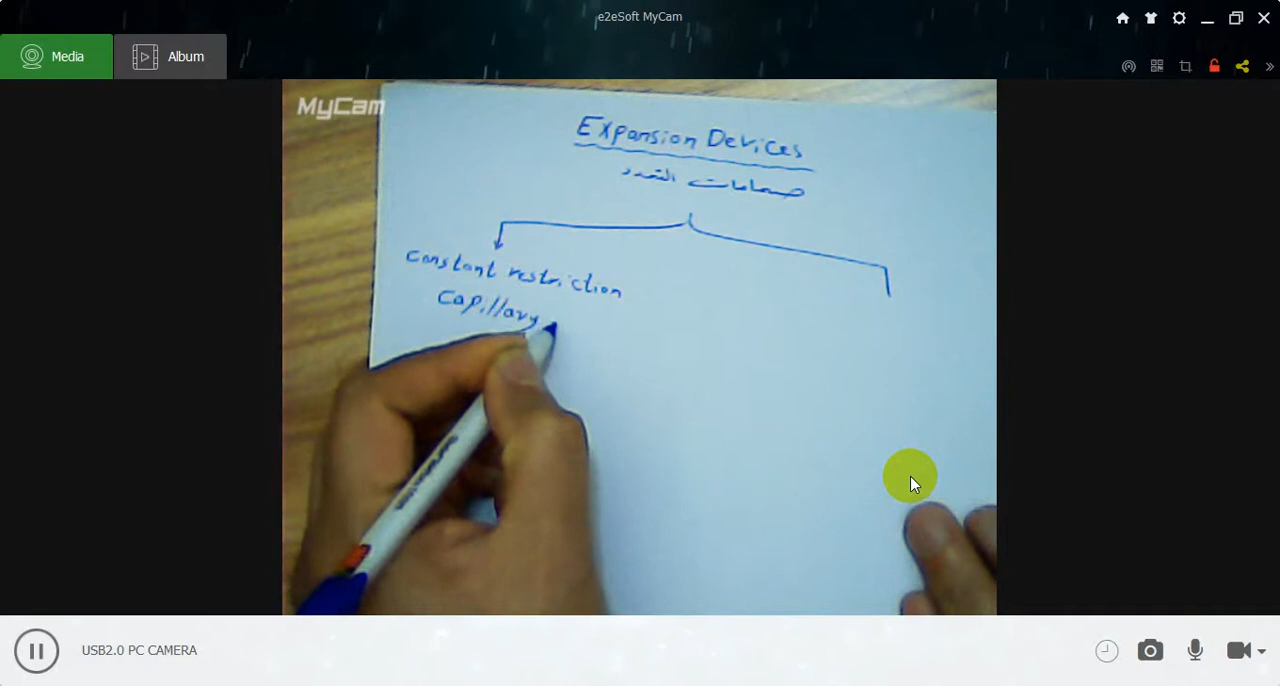 e2eSoft MyCam
Media
Album
MyCam
Expansion Devices
صمامات التمدد
constant restriction
Capillary
USB2.0 PC CAMERA